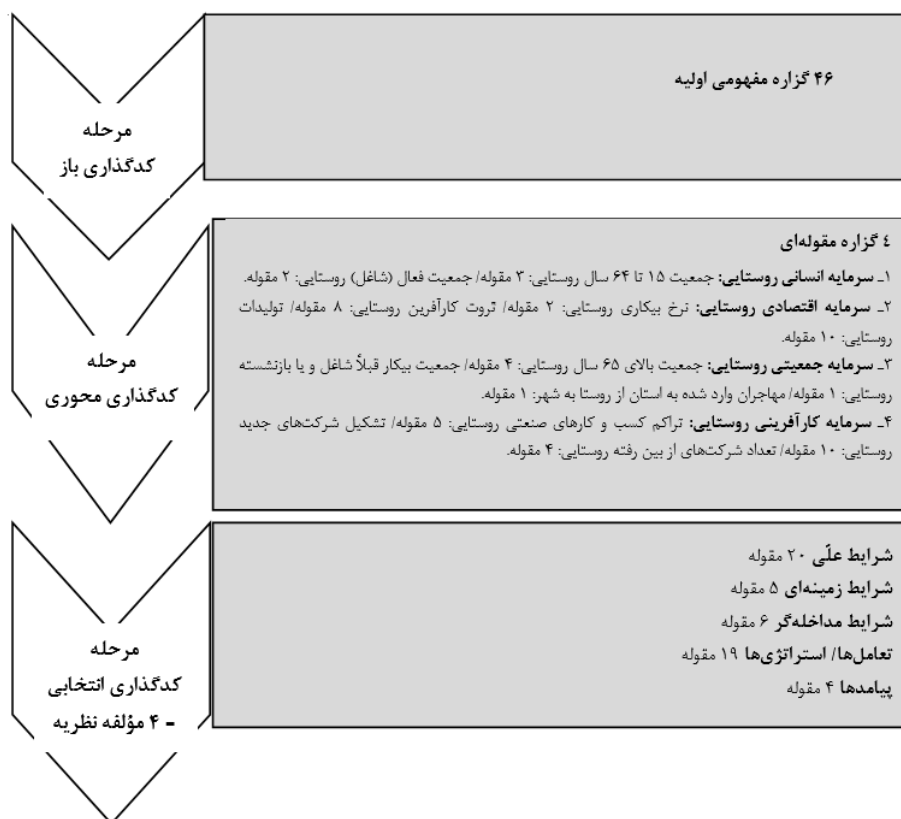 ۴۶ گزاره مفهومی اولیه
مرحله
کدگذاری باز
٤ گزاره مقوله‌ای
۱ـ سرمایه انسانی روستایی: جمعیت ۱۵ تا ۶۴ سال روستایی: ۳ مقوله/ جمعیت فعال (شاغل) روستایی: ۲ مقوله.
۲ـ سرمایه اقتصادی روستایی: نرخ بیکاری روستایی: ۲ مقوله/ ثروت کارآفرین روستایی: ۸ مقوله/ تولیدات
روستایی: ۱۰ مقوله.
۳ـ سرمایه جمعیتی روستایی: جمعیت بالای ۶۵ سال روستایی: ۴ مقوله/ جمعیت بیکار قبلاً شاغل و یا بازنشسته
روستایی: ۱ مقوله/ مهاجران وارد شده به استان از روستا به شهر: ۱ مقوله.
۴ـ سرمایه کارآفرینی روستایی: تراکم کسب و کارهای صنعتی روستایی: ۵ مقوله/ تشکیل شرکت‌های جدید
روستایی: ۱۰ مقوله/ تعداد شرکت‌های از بین رفته روستایی: ۴ مقوله.
مرحله
کدگذاری محوری
شرایط علّی ۲۰ مقوله
شرایط زمینه‌ای ۵ مقوله
شرایط مداخله‌گر ۶ مقوله
تعامل‌ها/ استراتژی‌ها ۱۹ مقوله
پیامدها ۴ مقوله
مرحله
کدگذاری انتخابی
- ۴ مؤلفه نظریه